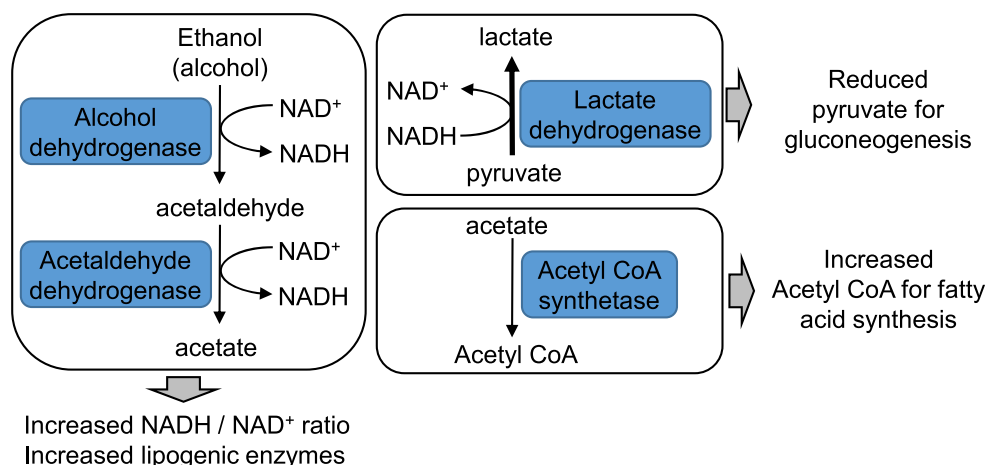 Ethanol
(alcohol)
Alcohol
dehydrogenase
NAD⁺
NADH
acetaldehyde
Acetaldehyde
dehydrogenase
NAD⁺
NADH
acetate
Increased NADH / NAD⁺ ratio
Increased lipogenic enzymes
lactate
NAD⁺
NADH
Lactate
dehydrogenase
pyruvate
Reduced
pyruvate for
gluconeogenesis
acetate
Acetyl CoA
synthetase
Acetyl CoA
Increased
Acetyl CoA for fatty
acid synthesis